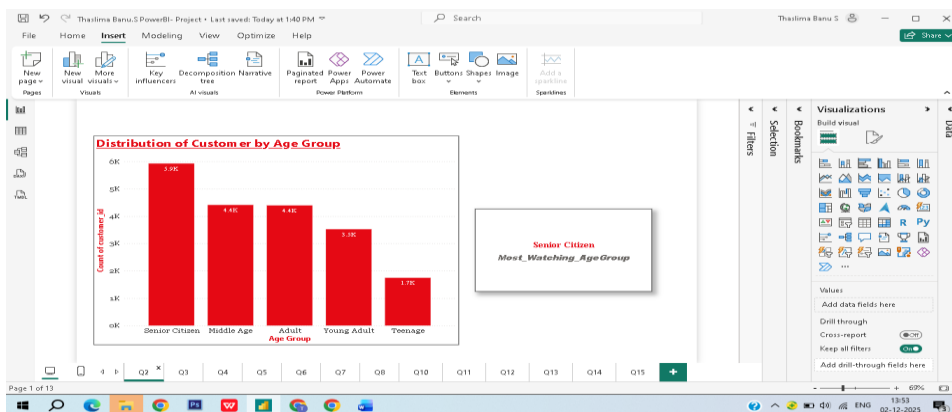 Thaslima Banu.S PowerBI- Project • Last saved: Today at 1:40 PM
Search
Thaslima Banu S
File Home Insert Modeling View Optimize Help
Share
New page
New visual
More visuals
Key influencers
Decomposition tree
Narrative
Paginated report
Power Apps
Power Automate
Text box
Buttons
Shapes
Image
Add a sparkline
Pages
Visuals
AI visuals
Power Platform
Elements
Sparklines
Distribution of Customer by Age Group
Count of customer_id
6K
5K
4K
3K
2K
1K
0K
5.9K
4.4K
4.4K
3.5K
1.7K
Senior Citizen
Middle Age
Adult
Young Adult
Teenage
Age Group
Senior Citizen
Most_Watching_AgeGroup
Filters
Selection
Bookmarks
Visualizations
Build visual
R
Py
Values
Add data fields here
Drill through
Cross-report
Off
Keep all filters
On
Add drill-through fields here
Data
Q2 Q3 Q4 Q5 Q6 Q7 Q8 Q10 Q11 Q12 Q13 Q14 Q15
Page 1 of 13
69%
Ps
W
ENG
13:53
02-12-2025